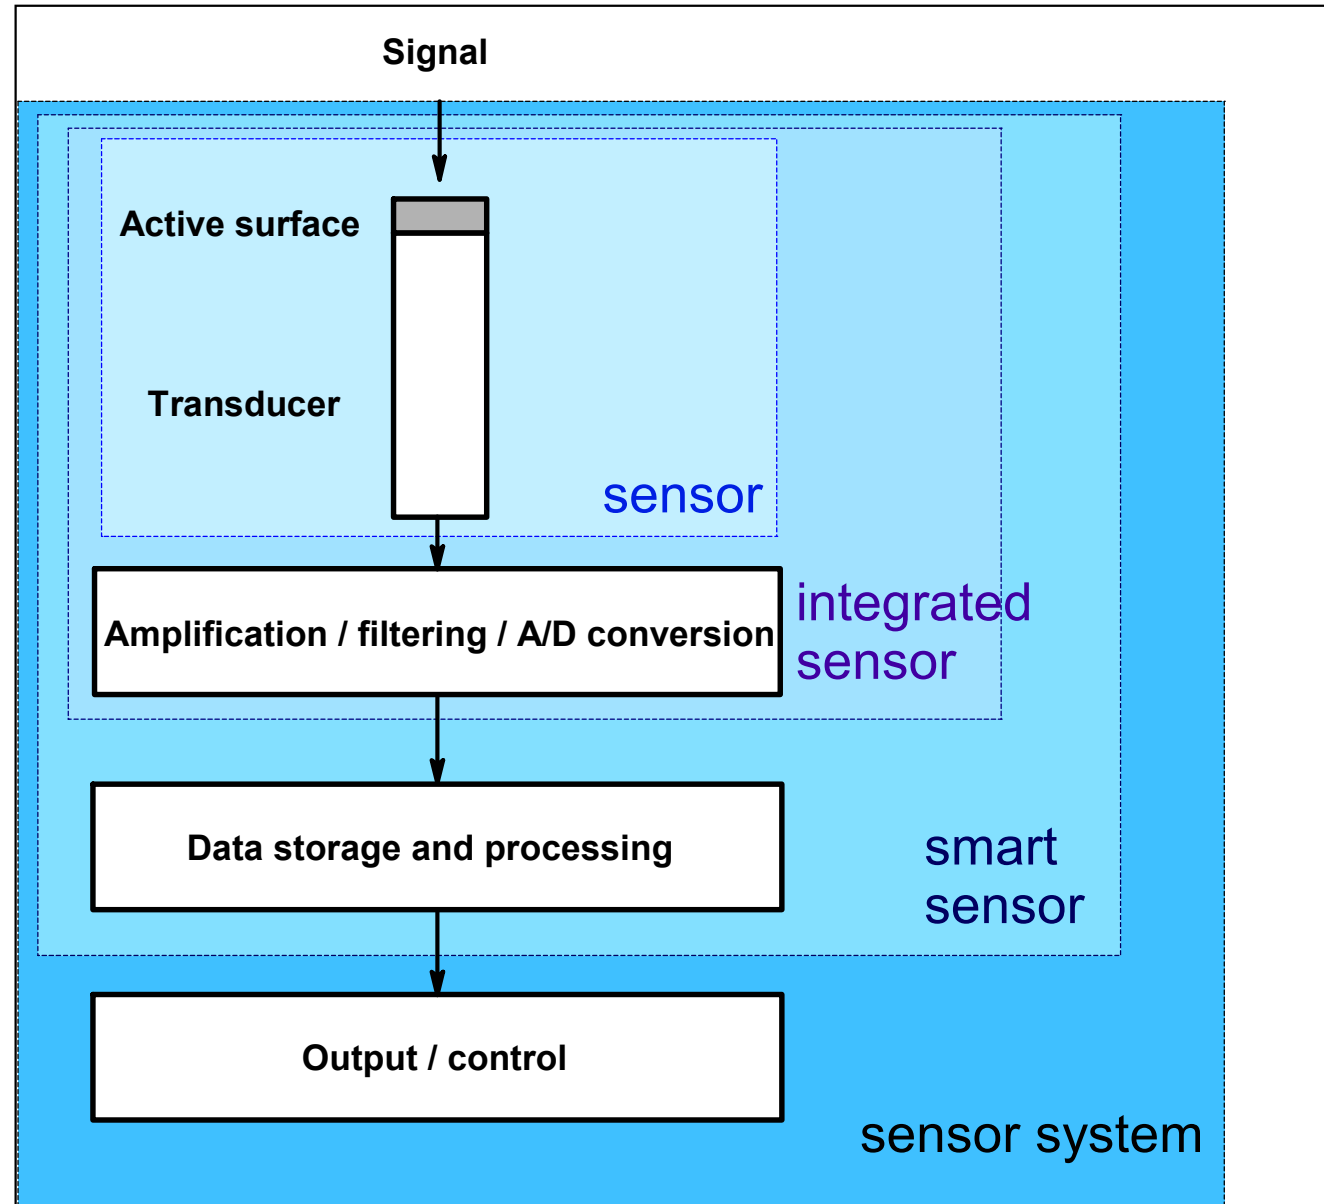 Signal
Active surface
Transducer
sensor
Amplification / filtering / A/D conversion
integrated
sensor
Data storage and processing
smart
sensor
Output / control
sensor system